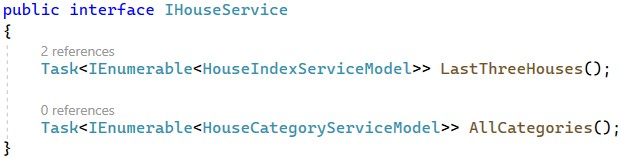 public interface IHouseService
{
2 references
Task<IEnumerable<HouseIndexServiceModel>> LastThreeHouses();
0 references
Task<IEnumerable<HouseCategoryServiceModel>> AllCategories();
}